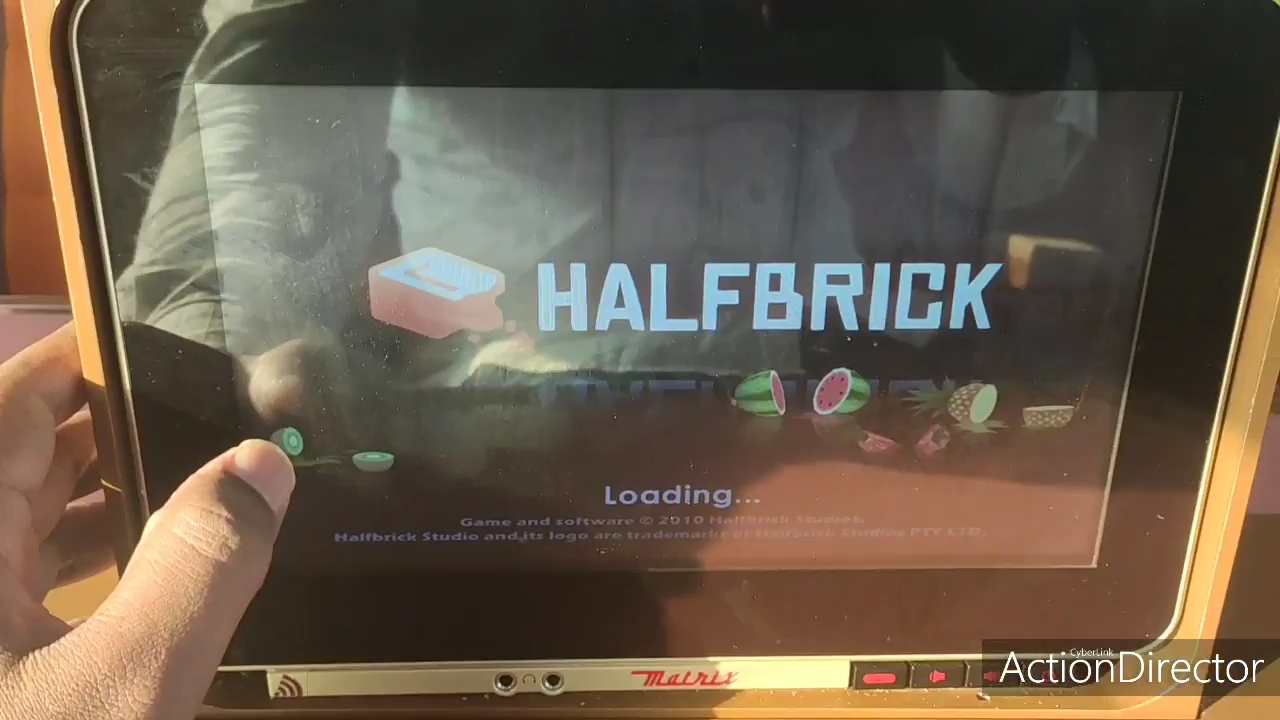 HALFBRICK
Loading...
Game and software © 2010 Halfbrick Studios.
Halfbrick Studio and its logo are trademarks of Halfbrick Studios PTY LTD.
Matrix
CyberLink
ActionDirector